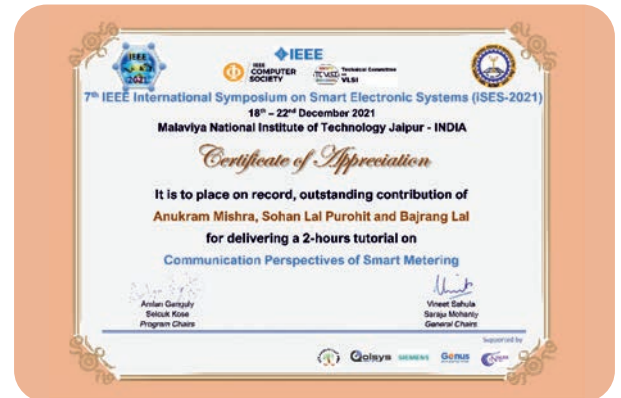 IEEE
2021
IEEE
IEEE
COMPUTER
SOCIETY
Technical Committee
on
VLSI
7th IEEE International Symposium on Smart Electronic Systems (iSES-2021)
18th – 22nd December 2021
Malaviya National Institute of Technology Jaipur - INDIA
Certificate of Appreciation
It is to place on record, outstanding contribution of
Anukram Mishra, Sohan Lal Purohit and Bajrang Lal
for delivering a 2-hours tutorial on
Communication Perspectives of Smart Metering
Amlan Ganguly
Selcuk Kose
Program Chairs
Vineet Sahula
Saraju Mohanty
General Chairs
Supported by
SIEMENS
Genus